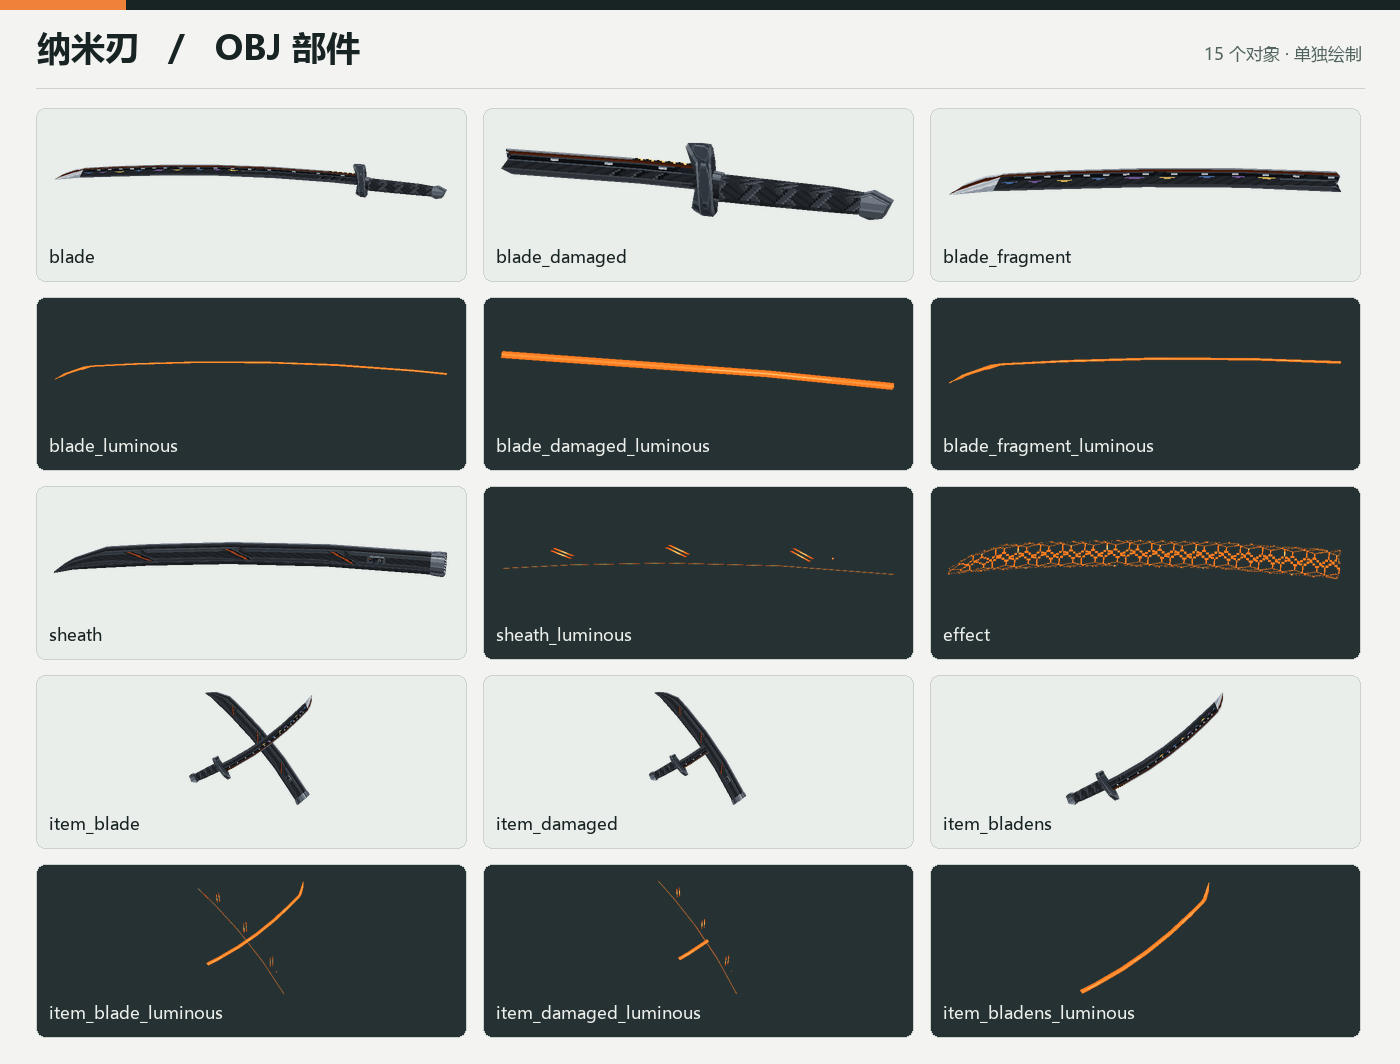 纳米刃 / OBJ 部件
15 个对象 · 单独绘制
blade
blade_damaged
blade_fragment
blade_luminous
blade_damaged_luminous
blade_fragment_luminous
sheath
sheath_luminous
effect
item_blade
item_damaged
item_bladens
item_blade_luminous
item_damaged_luminous
item_bladens_luminous